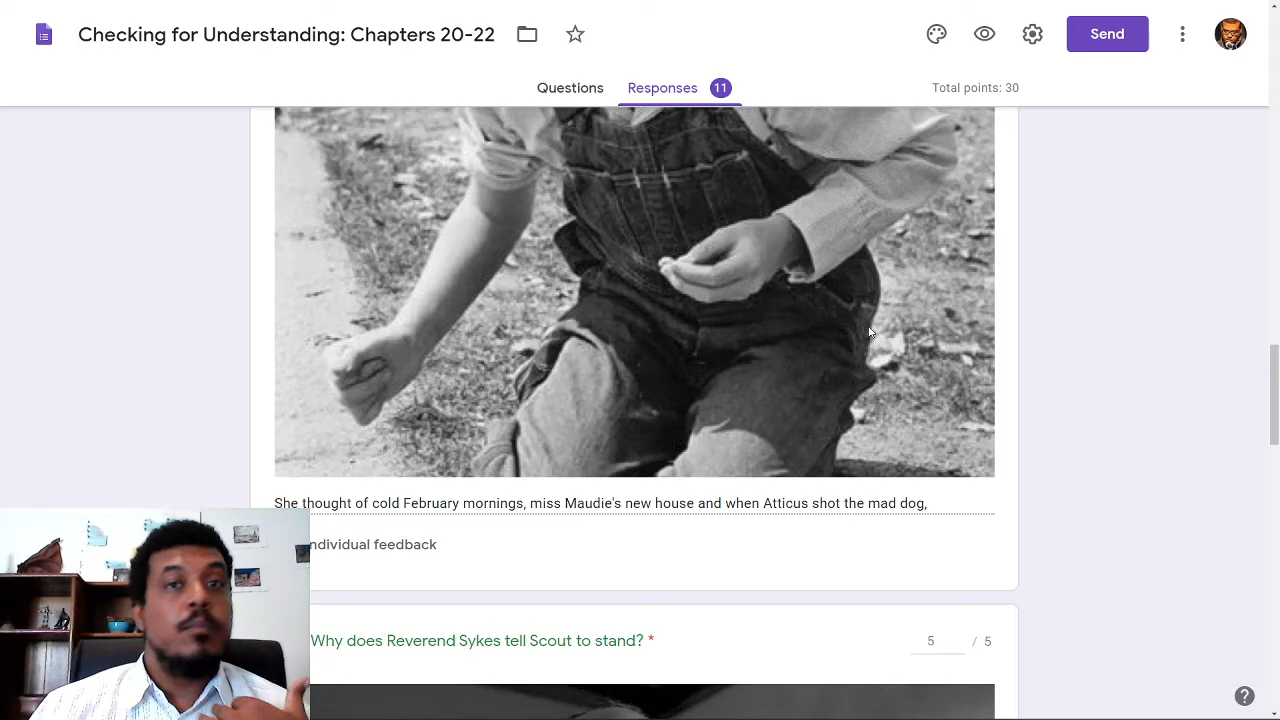 Checking for Understanding: Chapters 20-22
Send
Questions
Responses 11
Total points: 30
She thought of cold February mornings, miss Maudie's new house and when Atticus shot the mad dog,
ndividual feedback
Why does Reverend Sykes tell Scout to stand? *
5 / 5